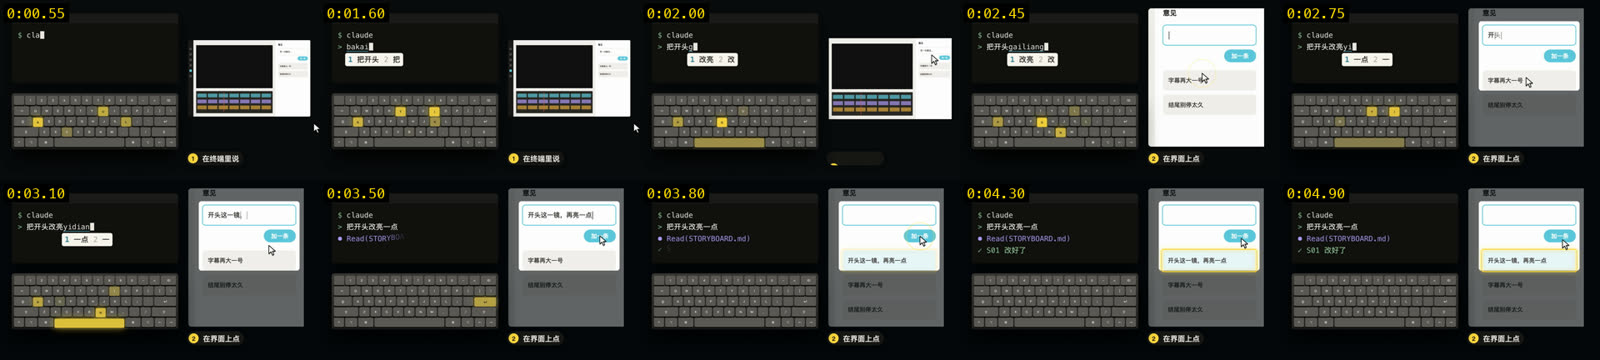 0:00.55
$ cla
1 在终端里说
0:01.60
$ claude
> bakai
1 把开头 2 把
1 在终端里说
0:02.00
$ claude
> 把开头g
1 改亮 2 改
0:02.45
$ claude
> 把开头gailiang
1 改亮 2 改
意见
加一条
字幕再大一号
结尾别停太久
2 在界面上点
0:02.75
$ claude
> 把开头改亮yi
1 一点 2 一
意见
开头
加一条
字幕再大一号
结尾别停太久
2 在界面上点
0:03.10
$ claude
> 把开头改亮yidian
1 一点 2 一
意见
开头这一镜,
加一条
字幕再大一号
结尾别停太久
2 在界面上点
0:03.50
$ claude
> 把开头改亮一点
● Read(STORYBOA
意见
开头这一镜，再亮一点
加一条
字幕再大一号
结尾别停太久
2 在界面上点
0:03.80
$ claude
> 把开头改亮一点
● Read(STORYBOARD.md)
✓ S
意见
加一条
开头这一镜，再亮一点
字幕再大一号
结尾别停太久
2 在界面上点
0:04.30
$ claude
> 把开头改亮一点
● Read(STORYBOARD.md)
✓ S01 改好了
意见
加一条
开头这一镜，再亮一点
字幕再大一号
结尾别停太久
2 在界面上点
0:04.90
$ claude
> 把开头改亮一点
● Read(STORYBOARD.md)
✓ S01 改好了
意见
加一条
开头这一镜，再亮一点
字幕再大一号
结尾别停太久
2 在界面上点